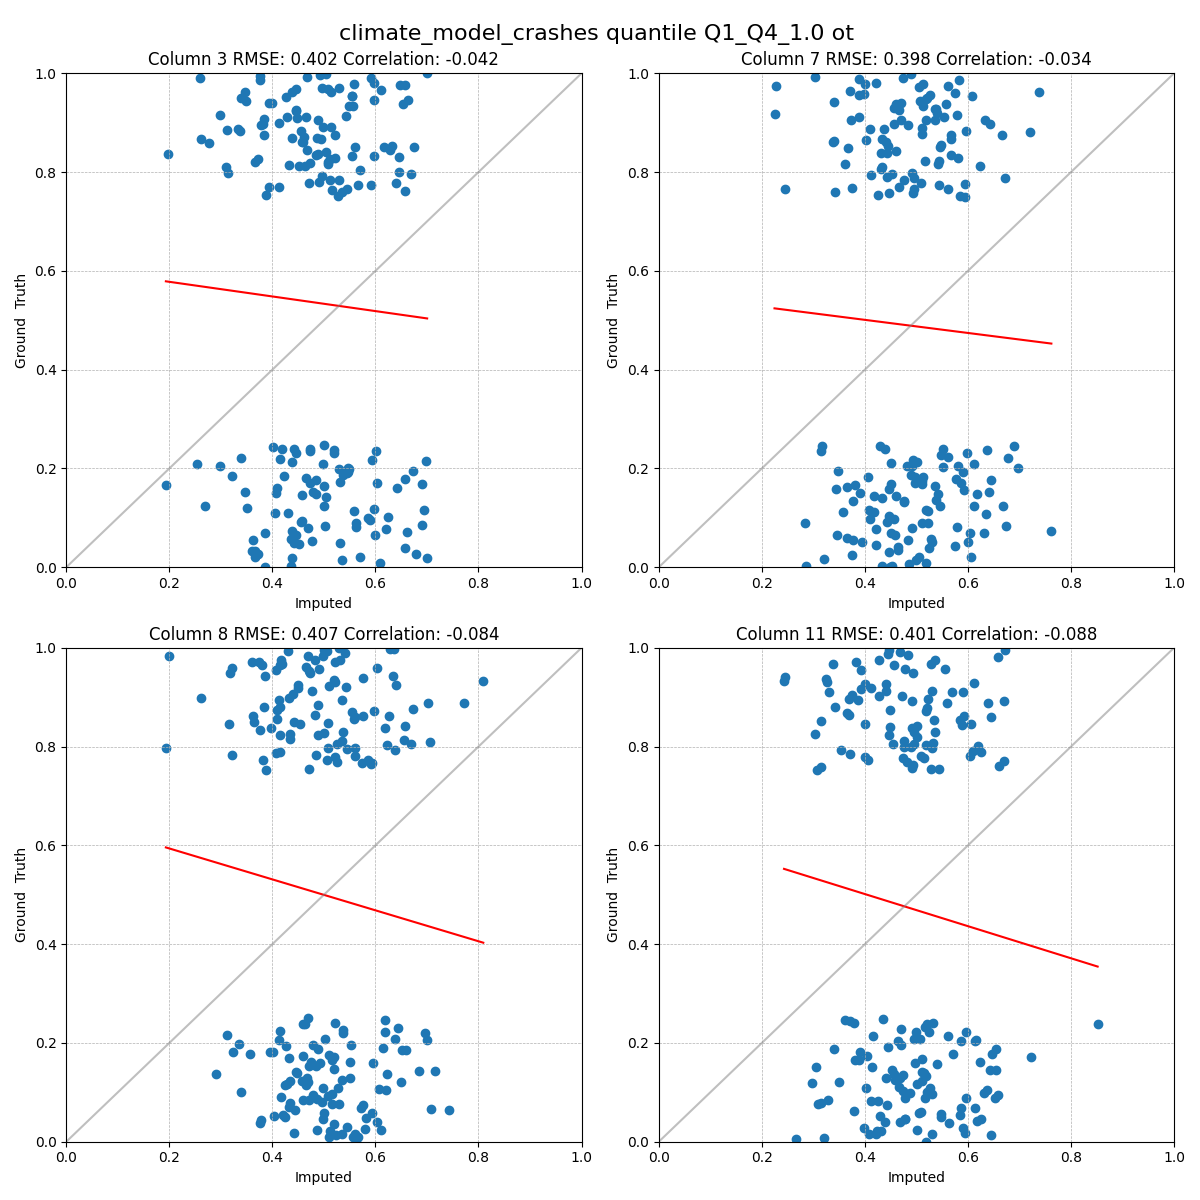 climate_model_crashes quantile Q1_Q4_1.0 ot
Column 3 RMSE: 0.402 Correlation: -0.042
1.0
0.8
0.6
0.4
0.2
0.0
Ground Truth
0.0 0.2 0.4 0.6 0.8 1.0
Imputed
Column 7 RMSE: 0.398 Correlation: -0.034
1.0
0.8
0.6
0.4
0.2
0.0
Ground Truth
0.0 0.2 0.4 0.6 0.8 1.0
Imputed
Column 8 RMSE: 0.407 Correlation: -0.084
1.0
0.8
0.6
0.4
0.2
0.0
Ground Truth
0.0 0.2 0.4 0.6 0.8 1.0
Imputed
Column 11 RMSE: 0.401 Correlation: -0.088
1.0
0.8
0.6
0.4
0.2
0.0
Ground Truth
0.0 0.2 0.4 0.6 0.8 1.0
Imputed